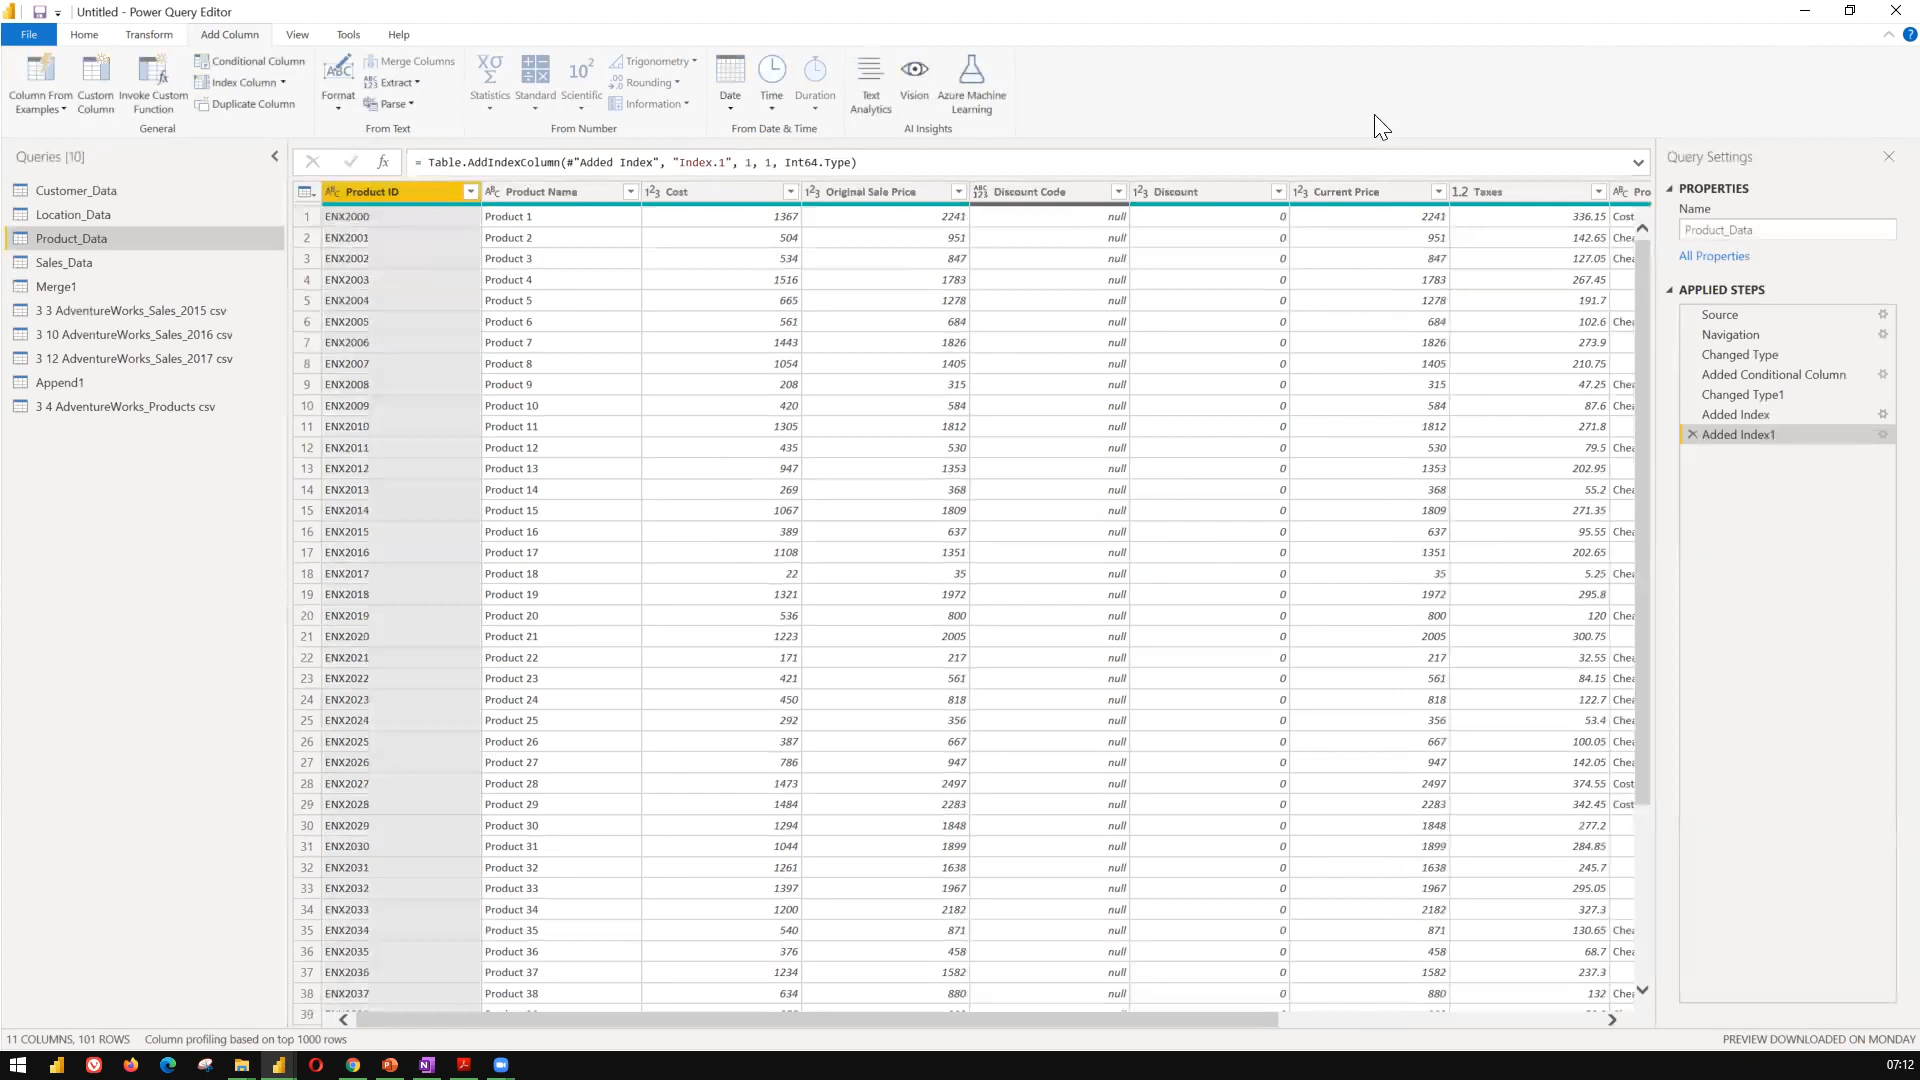 Untitled - Power Query Editor
File Home Transform Add Column View Tools Help
Column From Examples
Custom Column
Invoke Custom Function
Conditional Column
Index Column
Duplicate Column
General
Format
Merge Columns
Extract
Parse
From Text
Statistics
Standard
Scientific
Trigonometry
Rounding
Information
From Number
Date
Time
Duration
From Date & Time
Text Analytics
Vision
Azure Machine Learning
AI Insights
Queries [10]
Customer_Data
Location_Data
Product_Data
Sales_Data
Merge1
3 3 AdventureWorks_Sales_2015 csv
3 10 AdventureWorks_Sales_2016 csv
3 12 AdventureWorks_Sales_2017 csv
Append1
3 4 AdventureWorks_Products csv
= Table.AddIndexColumn(#"Added Index", "Index.1", 1, 1, Int64.Type)
Product ID Product Name Cost Original Sale Price Discount Code Discount Current Price Taxes Pro
1 ENX2000 Product 1 1367 2241 null 0 2241 336.15 Cost
2 ENX2001 Product 2 504 951 null 0 951 142.65 Chea
3 ENX2002 Product 3 534 847 null 0 847 127.05 Chea
4 ENX2003 Product 4 1516 1783 null 0 1783 267.45
5 ENX2004 Product 5 665 1278 null 0 1278 191.7
6 ENX2005 Product 6 561 684 null 0 684 102.6 Chea
7 ENX2006 Product 7 1443 1826 null 0 1826 273.9
8 ENX2007 Product 8 1054 1405 null 0 1405 210.75
9 ENX2008 Product 9 208 315 null 0 315 47.25 Chea
10 ENX2009 Product 10 420 584 null 0 584 87.6 Chea
11 ENX2010 Product 11 1305 1812 null 0 1812 271.8
12 ENX2011 Product 12 435 530 null 0 530 79.5 Chea
13 ENX2012 Product 13 947 1353 null 0 1353 202.95
14 ENX2013 Product 14 269 368 null 0 368 55.2 Chea
15 ENX2014 Product 15 1067 1809 null 0 1809 271.35
16 ENX2015 Product 16 389 637 null 0 637 95.55 Chea
17 ENX2016 Product 17 1108 1351 null 0 1351 202.65
18 ENX2017 Product 18 22 35 null 0 35 5.25 Chea
19 ENX2018 Product 19 1321 1972 null 0 1972 295.8
20 ENX2019 Product 20 536 800 null 0 800 120 Chea
21 ENX2020 Product 21 1223 2005 null 0 2005 300.75
22 ENX2021 Product 22 171 217 null 0 217 32.55 Chea
23 ENX2022 Product 23 421 561 null 0 561 84.15 Chea
24 ENX2023 Product 24 450 818 null 0 818 122.7 Chea
25 ENX2024 Product 25 292 356 null 0 356 53.4 Chea
26 ENX2025 Product 26 387 667 null 0 667 100.05 Chea
27 ENX2026 Product 27 786 947 null 0 947 142.05 Chea
28 ENX2027 Product 28 1473 2497 null 0 2497 374.55 Cost
29 ENX2028 Product 29 1484 2283 null 0 2283 342.45 Cost
30 ENX2029 Product 30 1294 1848 null 0 1848 277.2
31 ENX2030 Product 31 1044 1899 null 0 1899 284.85
32 ENX2031 Product 32 1261 1638 null 0 1638 245.7
33 ENX2032 Product 33 1397 1967 null 0 1967 295.05
34 ENX2033 Product 34 1200 2182 null 0 2182 327.3
35 ENX2034 Product 35 540 871 null 0 871 130.65 Chea
36 ENX2035 Product 36 376 458 null 0 458 68.7 Chea
37 ENX2036 Product 37 1234 1582 null 0 1582 237.3
38 ENX2037 Product 38 634 880 null 0 880 132 Chea
39
Query Settings
PROPERTIES
Name
Product_Data
All Properties
APPLIED STEPS
Source
Navigation
Changed Type
Added Conditional Column
Changed Type1
Added Index
Added Index1
11 COLUMNS, 101 ROWS Column profiling based on top 1000 rows
PREVIEW DOWNLOADED ON MONDAY
07:12